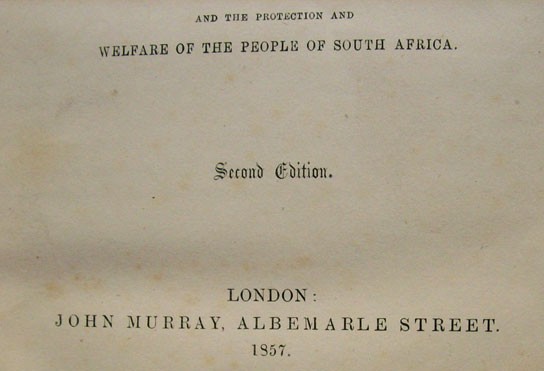 AND THE PROTECTION AND
WELFARE OF THE PEOPLE OF SOUTH AFRICA.
Second Edition.
LONDON:
JOHN MURRAY, ALBEMARLE STREET.
1857.